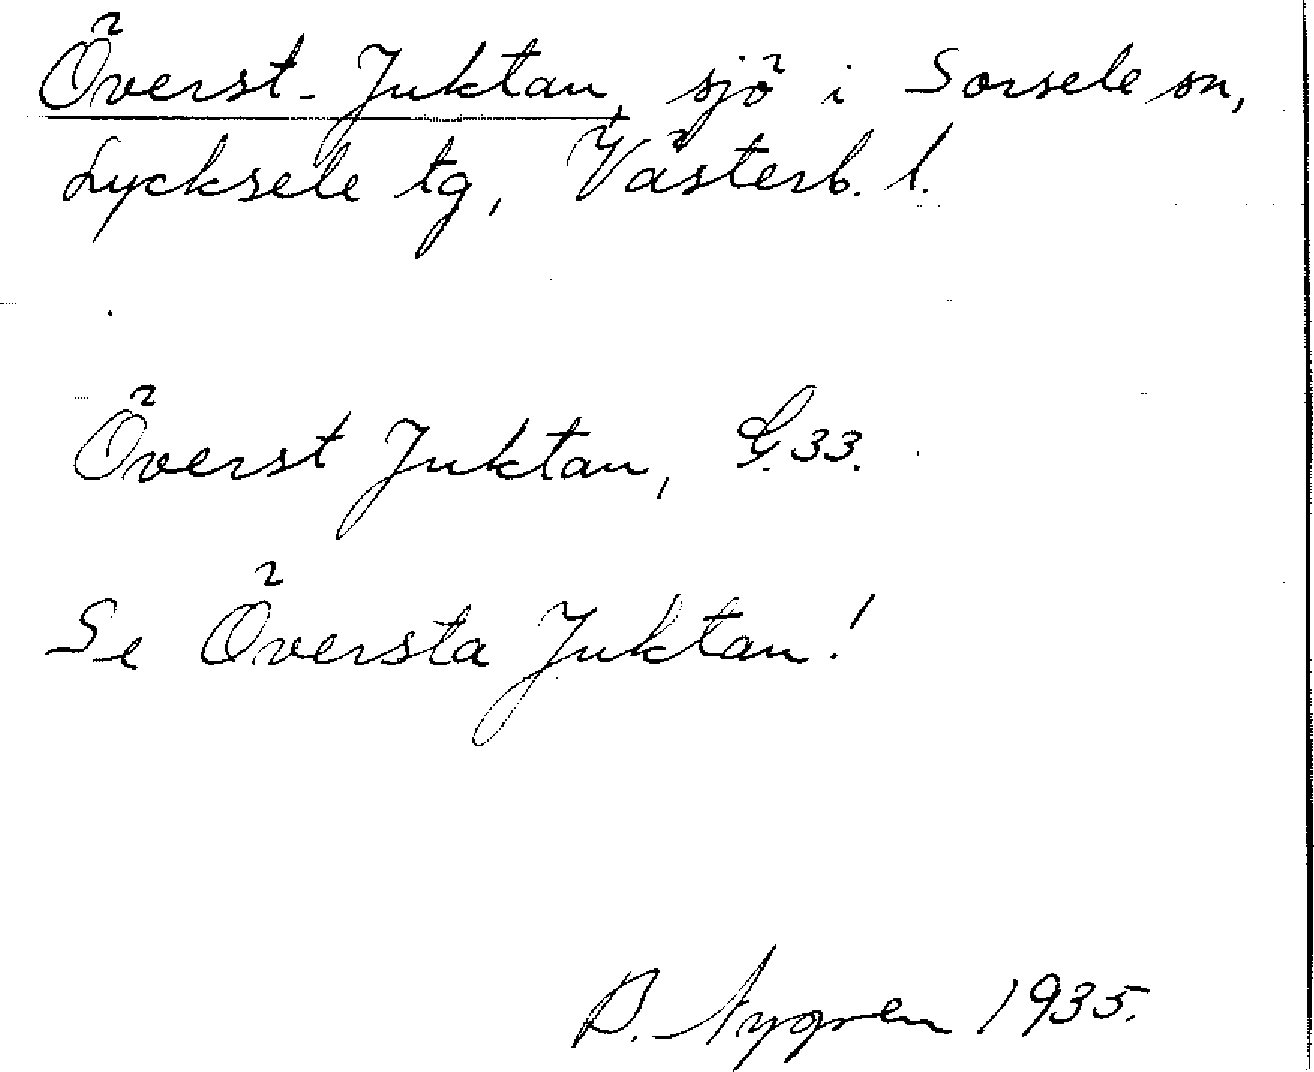 Överst-Juktan, sjö i Sorsele sn,
Lycksele tg, Västerb. l.
Överst Juktan, G. 33.
Se Översta Juktan!
B. Nygren 1935.